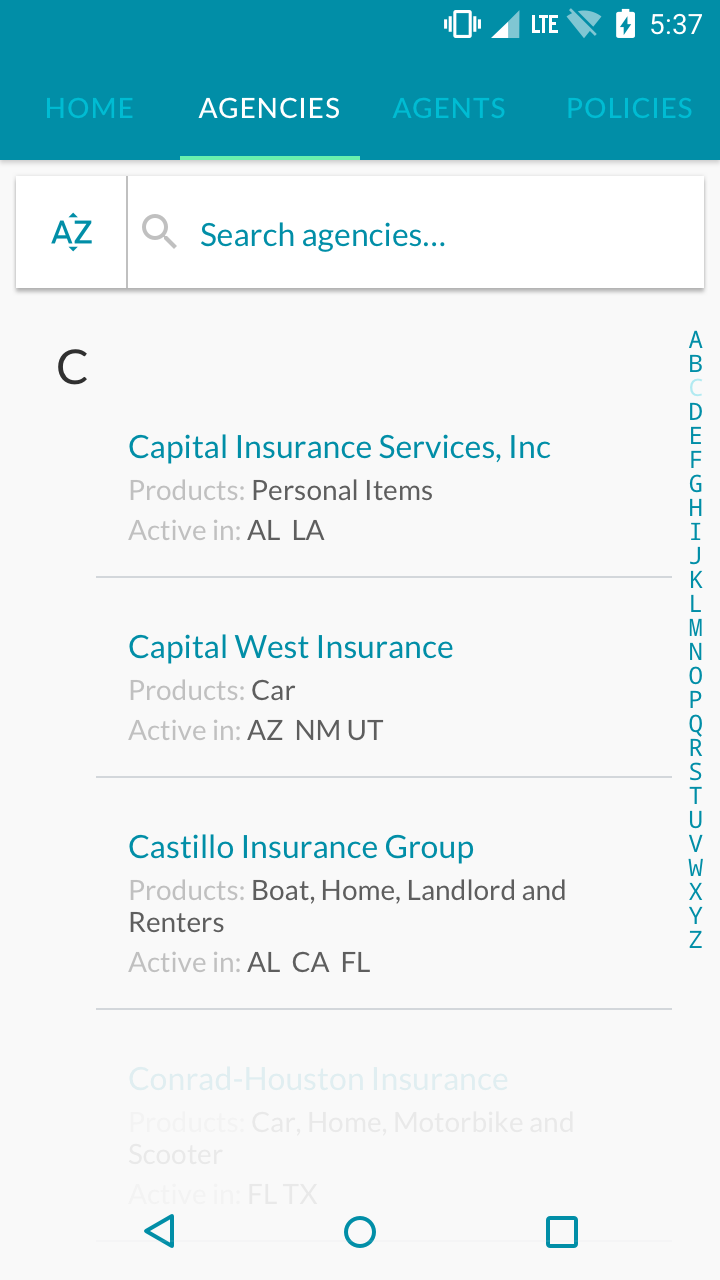 LTE 5:37
HOME AGENCIES AGENTS POLICIES
AZ Search agencies...
C
Capital Insurance Services, Inc
Products: Personal Items
Active in: AL LA
Capital West Insurance
Products: Car
Active in: AZ NM UT
Castillo Insurance Group
Products: Boat, Home, Landlord and
Renters
Active in: AL CA FL
Conrad-Houston Insurance
Products: Car, Home, Motorbike and
Scooter
Active in: FL TX
A
B
C
D
E
F
G
H
I
J
K
L
M
N
O
P
Q
R
S
T
U
V
W
X
Y
Z